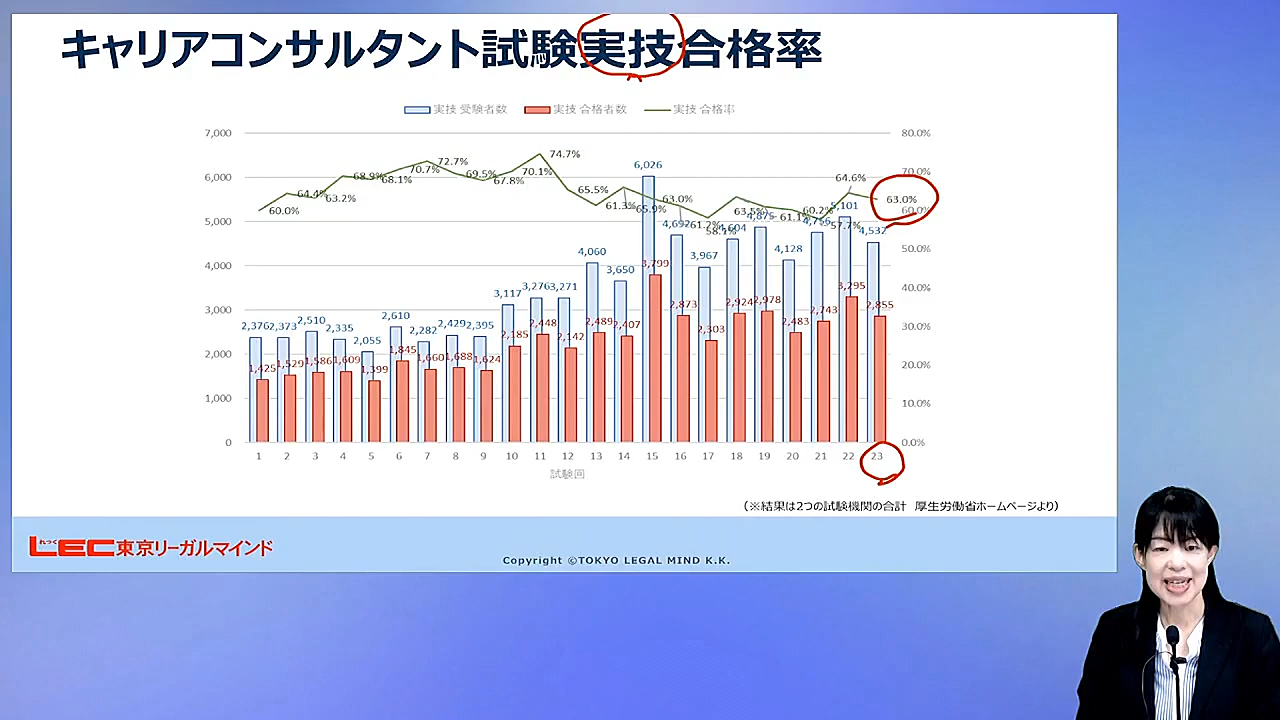 キャリアコンサルタント試験実技合格率
実技 受験者数 実技 合格者数 実技 合格率
7,000
6,000
5,000
4,000
3,000
2,000
1,000
0
80.0%
70.0%
60.0%
50.0%
40.0%
30.0%
20.0%
10.0%
0.0%
60.0% 64.4% 63.2% 68.9% 68.1% 70.7% 72.7% 69.5% 67.8% 70.1% 74.7% 65.5% 61.3% 65.9% 63.0% 61.2% 58.1% 63.5% 61.1% 60.2% 57.7% 64.6% 63.0%
2,376 2,373 2,510 2,335 2,055 2,610 2,282 2,429 2,395 3,117 3,276 3,271 4,060 3,650 6,026 4,692 3,967 4,604 4,875 4,128 4,756 5,101 4,532
1,425 1,529 1,586 1,609 1,399 1,845 1,660 1,688 1,624 2,185 2,448 2,142 2,489 2,407 3,799 2,873 2,303 2,924 2,978 2,483 2,743 3,295 2,855
1 2 3 4 5 6 7 8 9 10 11 12 13 14 15 16 17 18 19 20 21 22 23
試験回
（※結果は2つの試験機関の合計 厚生労働省ホームページより）
れっく LEC東京リーガルマインド
Copyright ©TOKYO LEGAL MIND K.K.